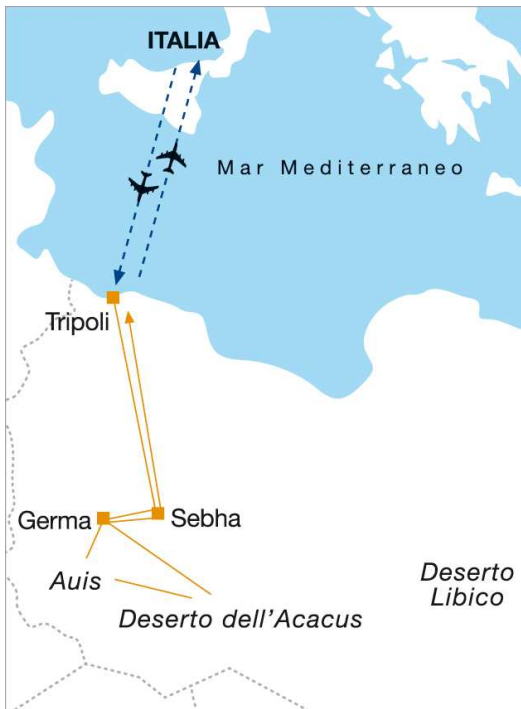 ITALIA
Mar Mediterraneo
Tripoli
Germa
Sebha
Auis
Deserto dell'Acacus
Deserto
Libico